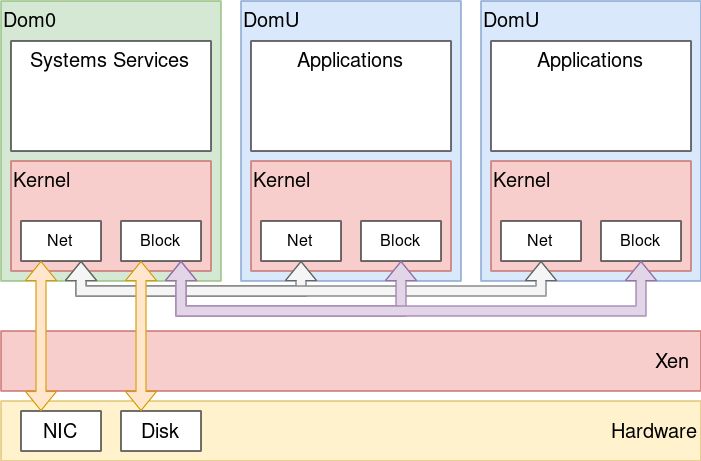 Dom0
DomU
DomU
Systems Services
Applications
Applications
Kernel
Kernel
Kernel
Net
Block
Net
Block
Net
Block
Xen
NIC
Disk
Hardware